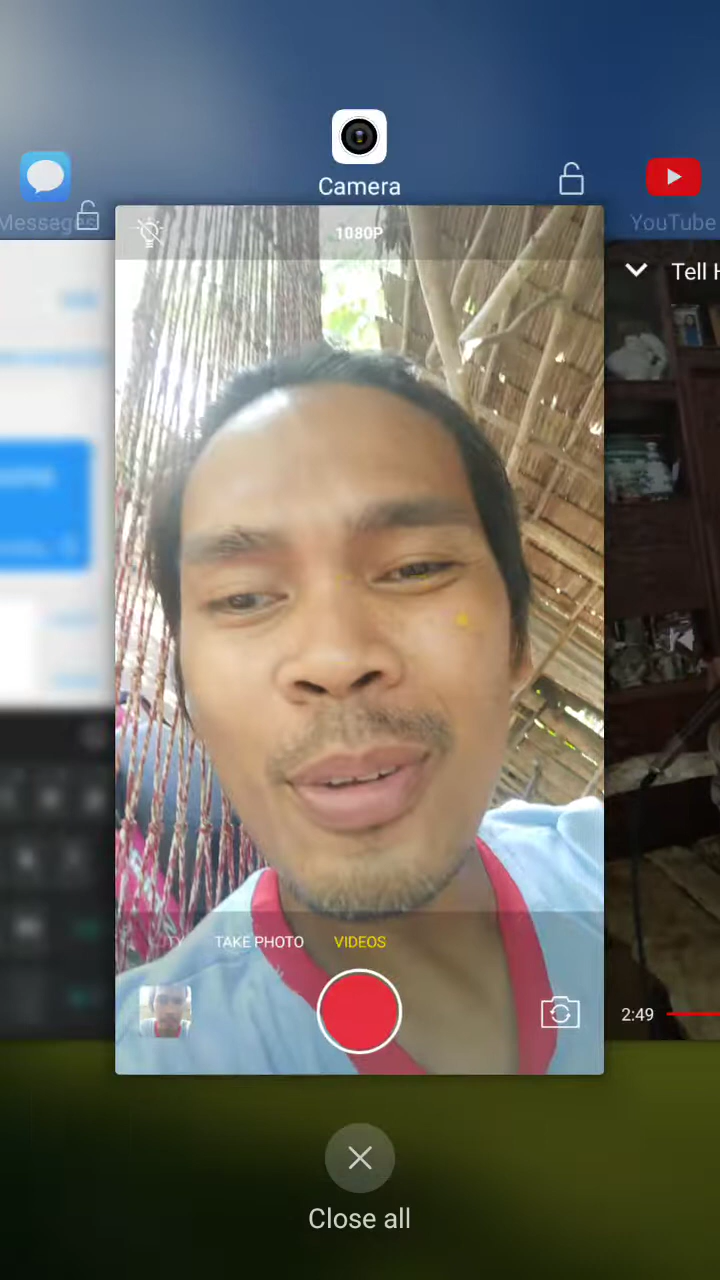 Camera
Messages
YouTube
1080P
Tell H
TAKE PHOTO
VIDEOS
2:49
Close all